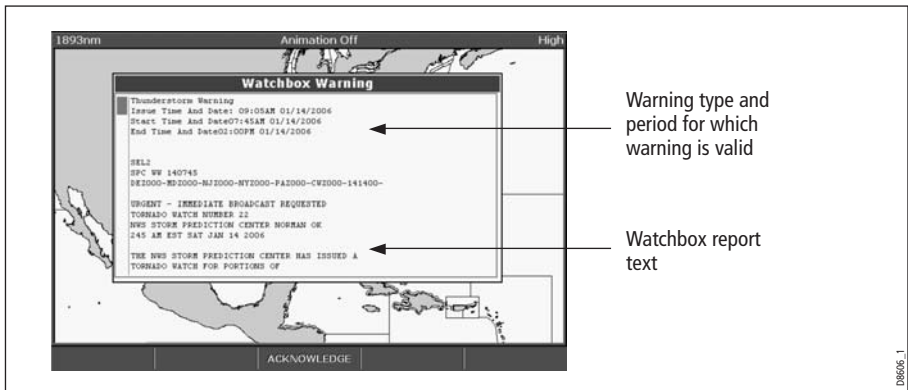 1893nm Animation Off High
Watchbox Warning
Thunderstorm Warning
Issue Time And Date: 09:05AM 01/14/2006
Start Time And Date07:45AM 01/14/2006
End Time And Date02:00PM 01/14/2006
SEL2
SPC WW 140745
DEZ000-MDZ000-NJZ000-NYZ000-PAZ000-CWZ000-141400-
URGENT - IMMEDIATE BROADCAST REQUESTED
TORNADO WATCH NUMBER 22
NWS STORM PREDICTION CENTER NORMAN OK
245 AM EST SAT JAN 14 2006
THE NWS STORM PREDICTION CENTER HAS ISSUED A
TORNADO WATCH FOR PORTIONS OF
ACKNOWLEDGE
Warning type and
period for which
warning is valid
Watchbox report
text
D8606_1